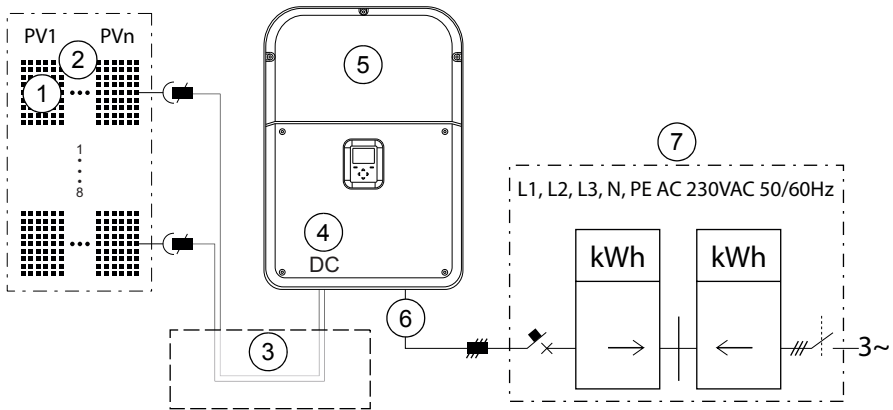 PV1 PVn
2
1
1
8
5
4
DC
3
6
7
L1, L2, L3, N, PE AC 230VAC 50/60Hz
kWh kWh
3~